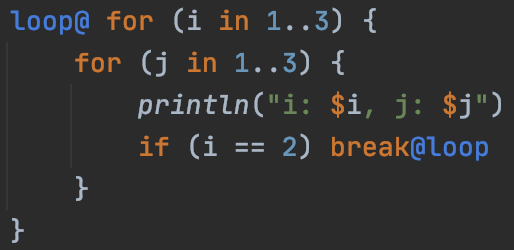 loop@ for (i in 1..3) {
    for (j in 1..3) {
        println("i: $i, j: $j")
        if (i == 2) break@loop
    }
}